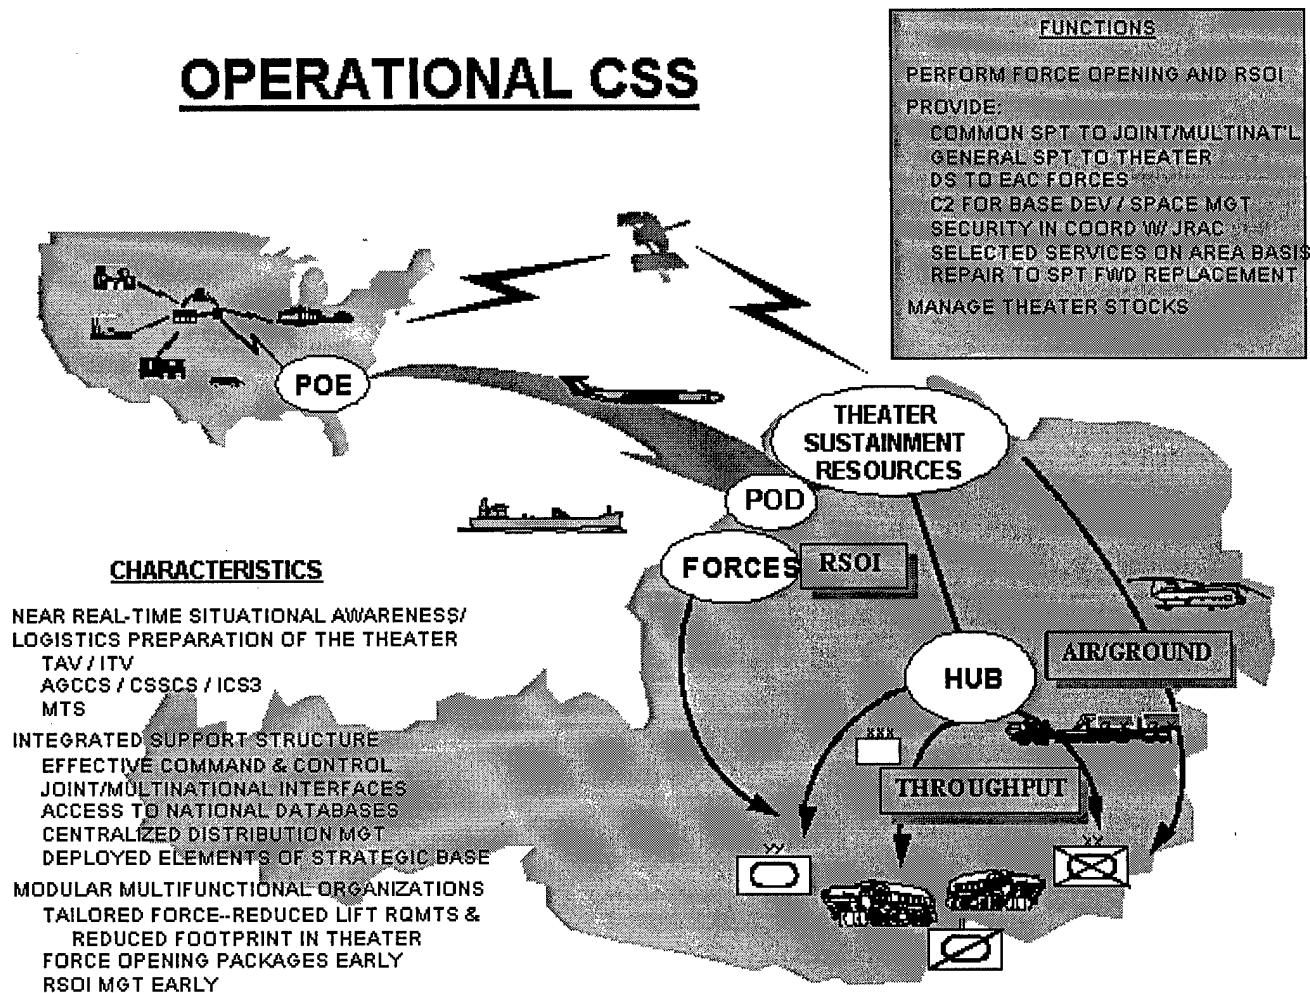 OPERATIONAL CSS
FUNCTIONS
PERFORM FORCE OPENING AND RSOI
PROVIDE:
COMMON SPT TO JOINT/MULTINAT'L
GENERAL SPT TO THEATER
DS TO EAC FORCES
C2 FOR BASE DEV / SPACE MGT
SECURITY IN COORD W/ JRAC
SELECTED SERVICES ON AREA BASIS
REPAIR TO SPT FWD REPLACEMENT
MANAGE THEATER STOCKS
POE
THEATER
SUSTAINMENT
RESOURCES
POD
FORCES
RSOI
HUB
AIR/GROUND
XXX
THROUGHPUT
XX
II
CHARACTERISTICS
NEAR REAL-TIME SITUATIONAL AWARENESS/
LOGISTICS PREPARATION OF THE THEATER
TAV / ITV
AGCCS / CSSCS / ICS3
MTS
INTEGRATED SUPPORT STRUCTURE
EFFECTIVE COMMAND & CONTROL
JOINT/MULTINATIONAL INTERFACES
ACCESS TO NATIONAL DATABASES
CENTRALIZED DISTRIBUTION MGT
DEPLOYED ELEMENTS OF STRATEGIC BASE
MODULAR MULTIFUNCTIONAL ORGANIZATIONS
TAILORED FORCE--REDUCED LIFT RQMTS &
REDUCED FOOTPRINT IN THEATER
FORCE OPENING PACKAGES EARLY
RSOI MGT EARLY